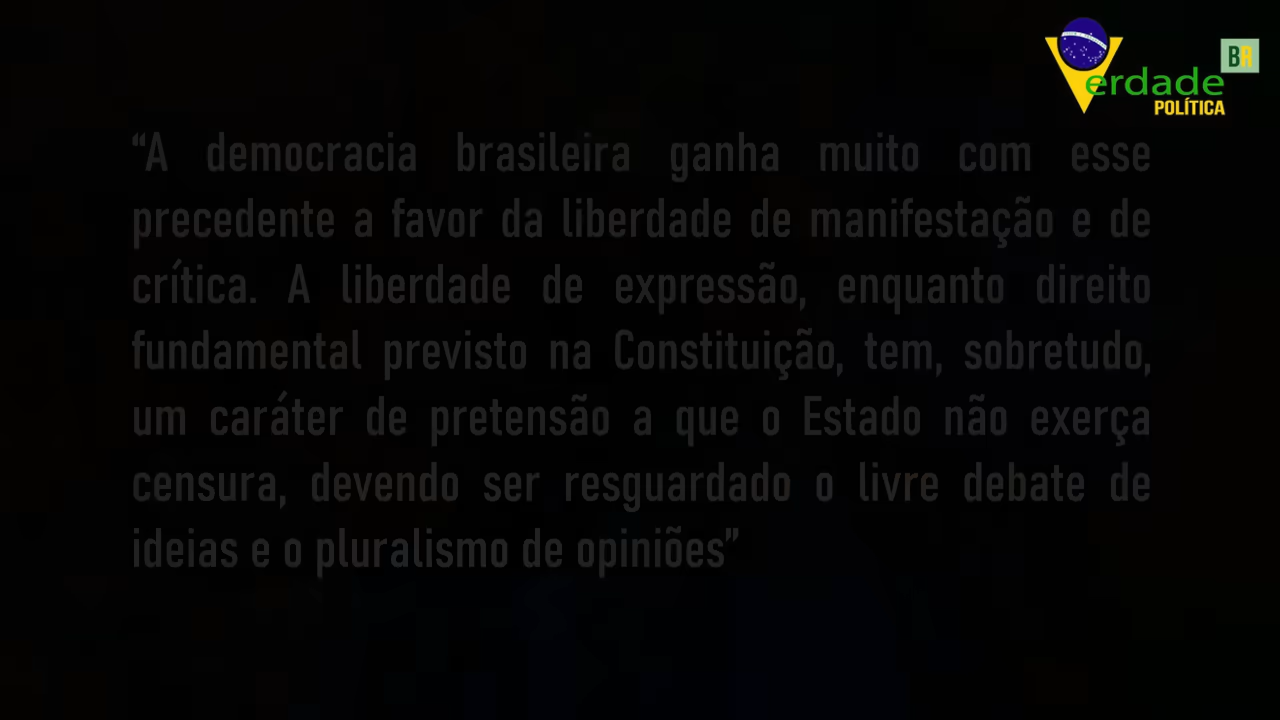 Verdade
BR
POLÍTICA
“A democracia brasileira ganha muito com esse
precedente a favor da liberdade de manifestação e de
crítica. A liberdade de expressão, enquanto direito
fundamental previsto na Constituição, tem, sobretudo,
um caráter de pretensão a que o Estado não exerça
censura, devendo ser resguardado o livre debate de
ideias e o pluralismo de opiniões”